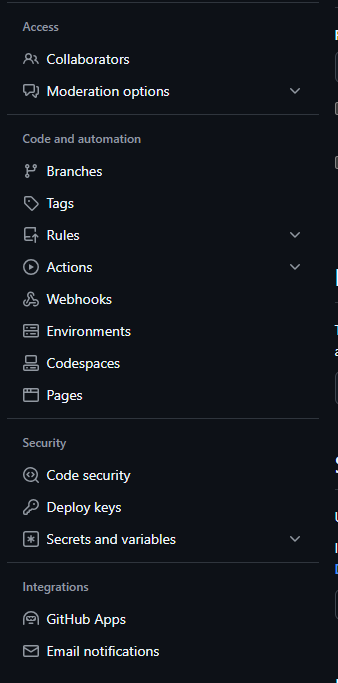 Access
Collaborators
Moderation options
Code and automation
Branches
Tags
Rules
Actions
Webhooks
Environments
Codespaces
Pages
Security
Code security
Deploy keys
Secrets and variables
Integrations
GitHub Apps
Email notifications